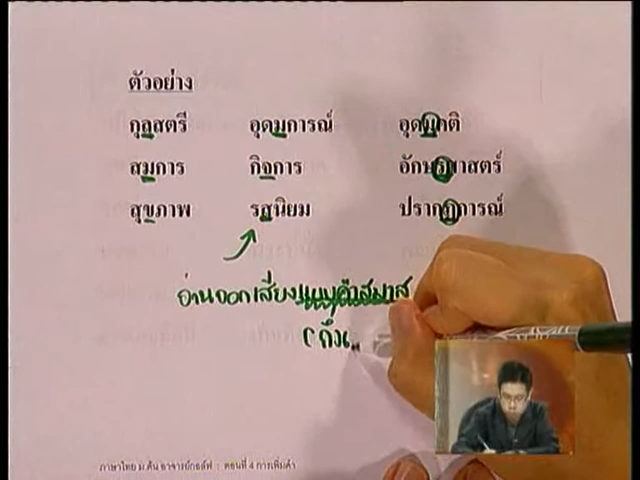 ตัวอย่าง
กุลสตรี อุดมการณ์ อุดมคติ
สมการ กิจการ อักษรศาสตร์
สุขภาพ รสนิยม ปรากฏการณ์
อ่านออกเสียงแบบคำสมาส
(กึ่ง
ภาษาไทย ม.ต้น อาจารย์กอล์ฟ : ตอนที่ 4 การเพิ่มคำ